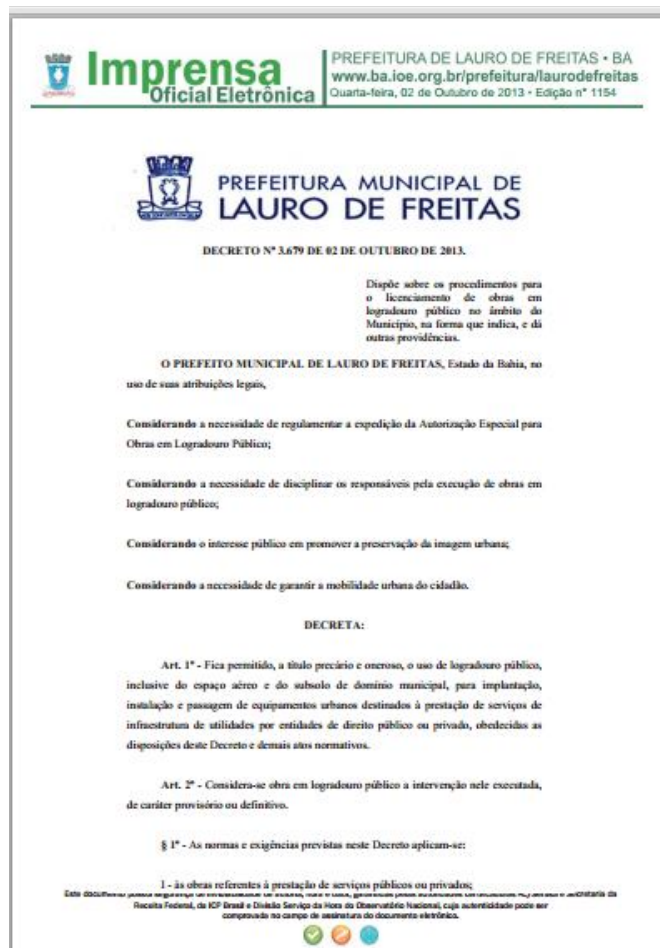 Imprensa
Oficial Eletrônica
PREFEITURA DE LAURO DE FREITAS • BA
www.ba.ioe.org.br/prefeitura/laurodefreitas
Quarta-feira, 02 de Outubro de 2013 • Edição n° 1154
PREFEITURA MUNICIPAL DE
LAURO DE FREITAS
DECRETO Nº 3.679 DE 02 DE OUTUBRO DE 2013.
Dispõe sobre os procedimentos para
o licenciamento de obras em
logradouro público no âmbito do
Município, na forma que indica, e dá
outras providências.
O PREFEITO MUNICIPAL DE LAURO DE FREITAS, Estado da Bahia, no
uso de suas atribuições legais,
Considerando a necessidade de regulamentar a expedição da Autorização Especial para
Obras em Logradouro Público;
Considerando a necessidade de disciplinar os responsáveis pela execução de obras em
logradouro público;
Considerando o interesse público em promover a preservação da imagem urbana;
Considerando a necessidade de garantir a mobilidade urbana do cidadão.
DECRETA:
Art. 1º - Fica permitido, a título precário e oneroso, o uso de logradouro público,
inclusive do espaço aéreo e do subsolo de domínio municipal, para implantação,
instalação e passagem de equipamentos urbanos destinados à prestação de serviços de
infraestrutura de utilidades por entidades de direito público ou privado, obedecidas as
disposições deste Decreto e demais atos normativos.
Art. 2º - Considera-se obra em logradouro público a intervenção nele executada,
de caráter provisório ou definitivo.
§ 1º - As normas e exigências previstas neste Decreto aplicam-se:
I - às obras referentes à prestação de serviços públicos ou privados;
Este documento da
Receita Federal, da ICP Brasil e Divisão Serviço da Hora do Observatório Nacional, cuja autenticidade pode ser
comprovada no campo de assinatura do documento eletrônico.